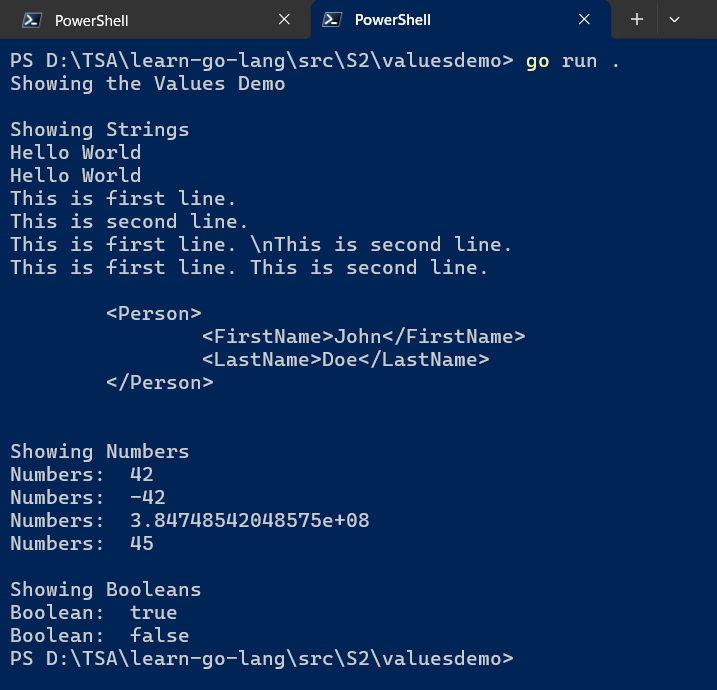 PowerShell
PowerShell
PS D:\TSA\learn-go-lang\src\S2\valuesdemo> go run .
Showing the Values Demo
Showing Strings
Hello World
Hello World
This is first line.
This is second line.
This is first line. \nThis is second line.
This is first line. This is second line.
<Person>
<FirstName>John</FirstName>
<LastName>Doe</LastName>
</Person>
Showing Numbers
Numbers:  42
Numbers:  -42
Numbers:  3.84748542048575e+08
Numbers:  45
Showing Booleans
Boolean:  true
Boolean:  false
PS D:\TSA\learn-go-lang\src\S2\valuesdemo>